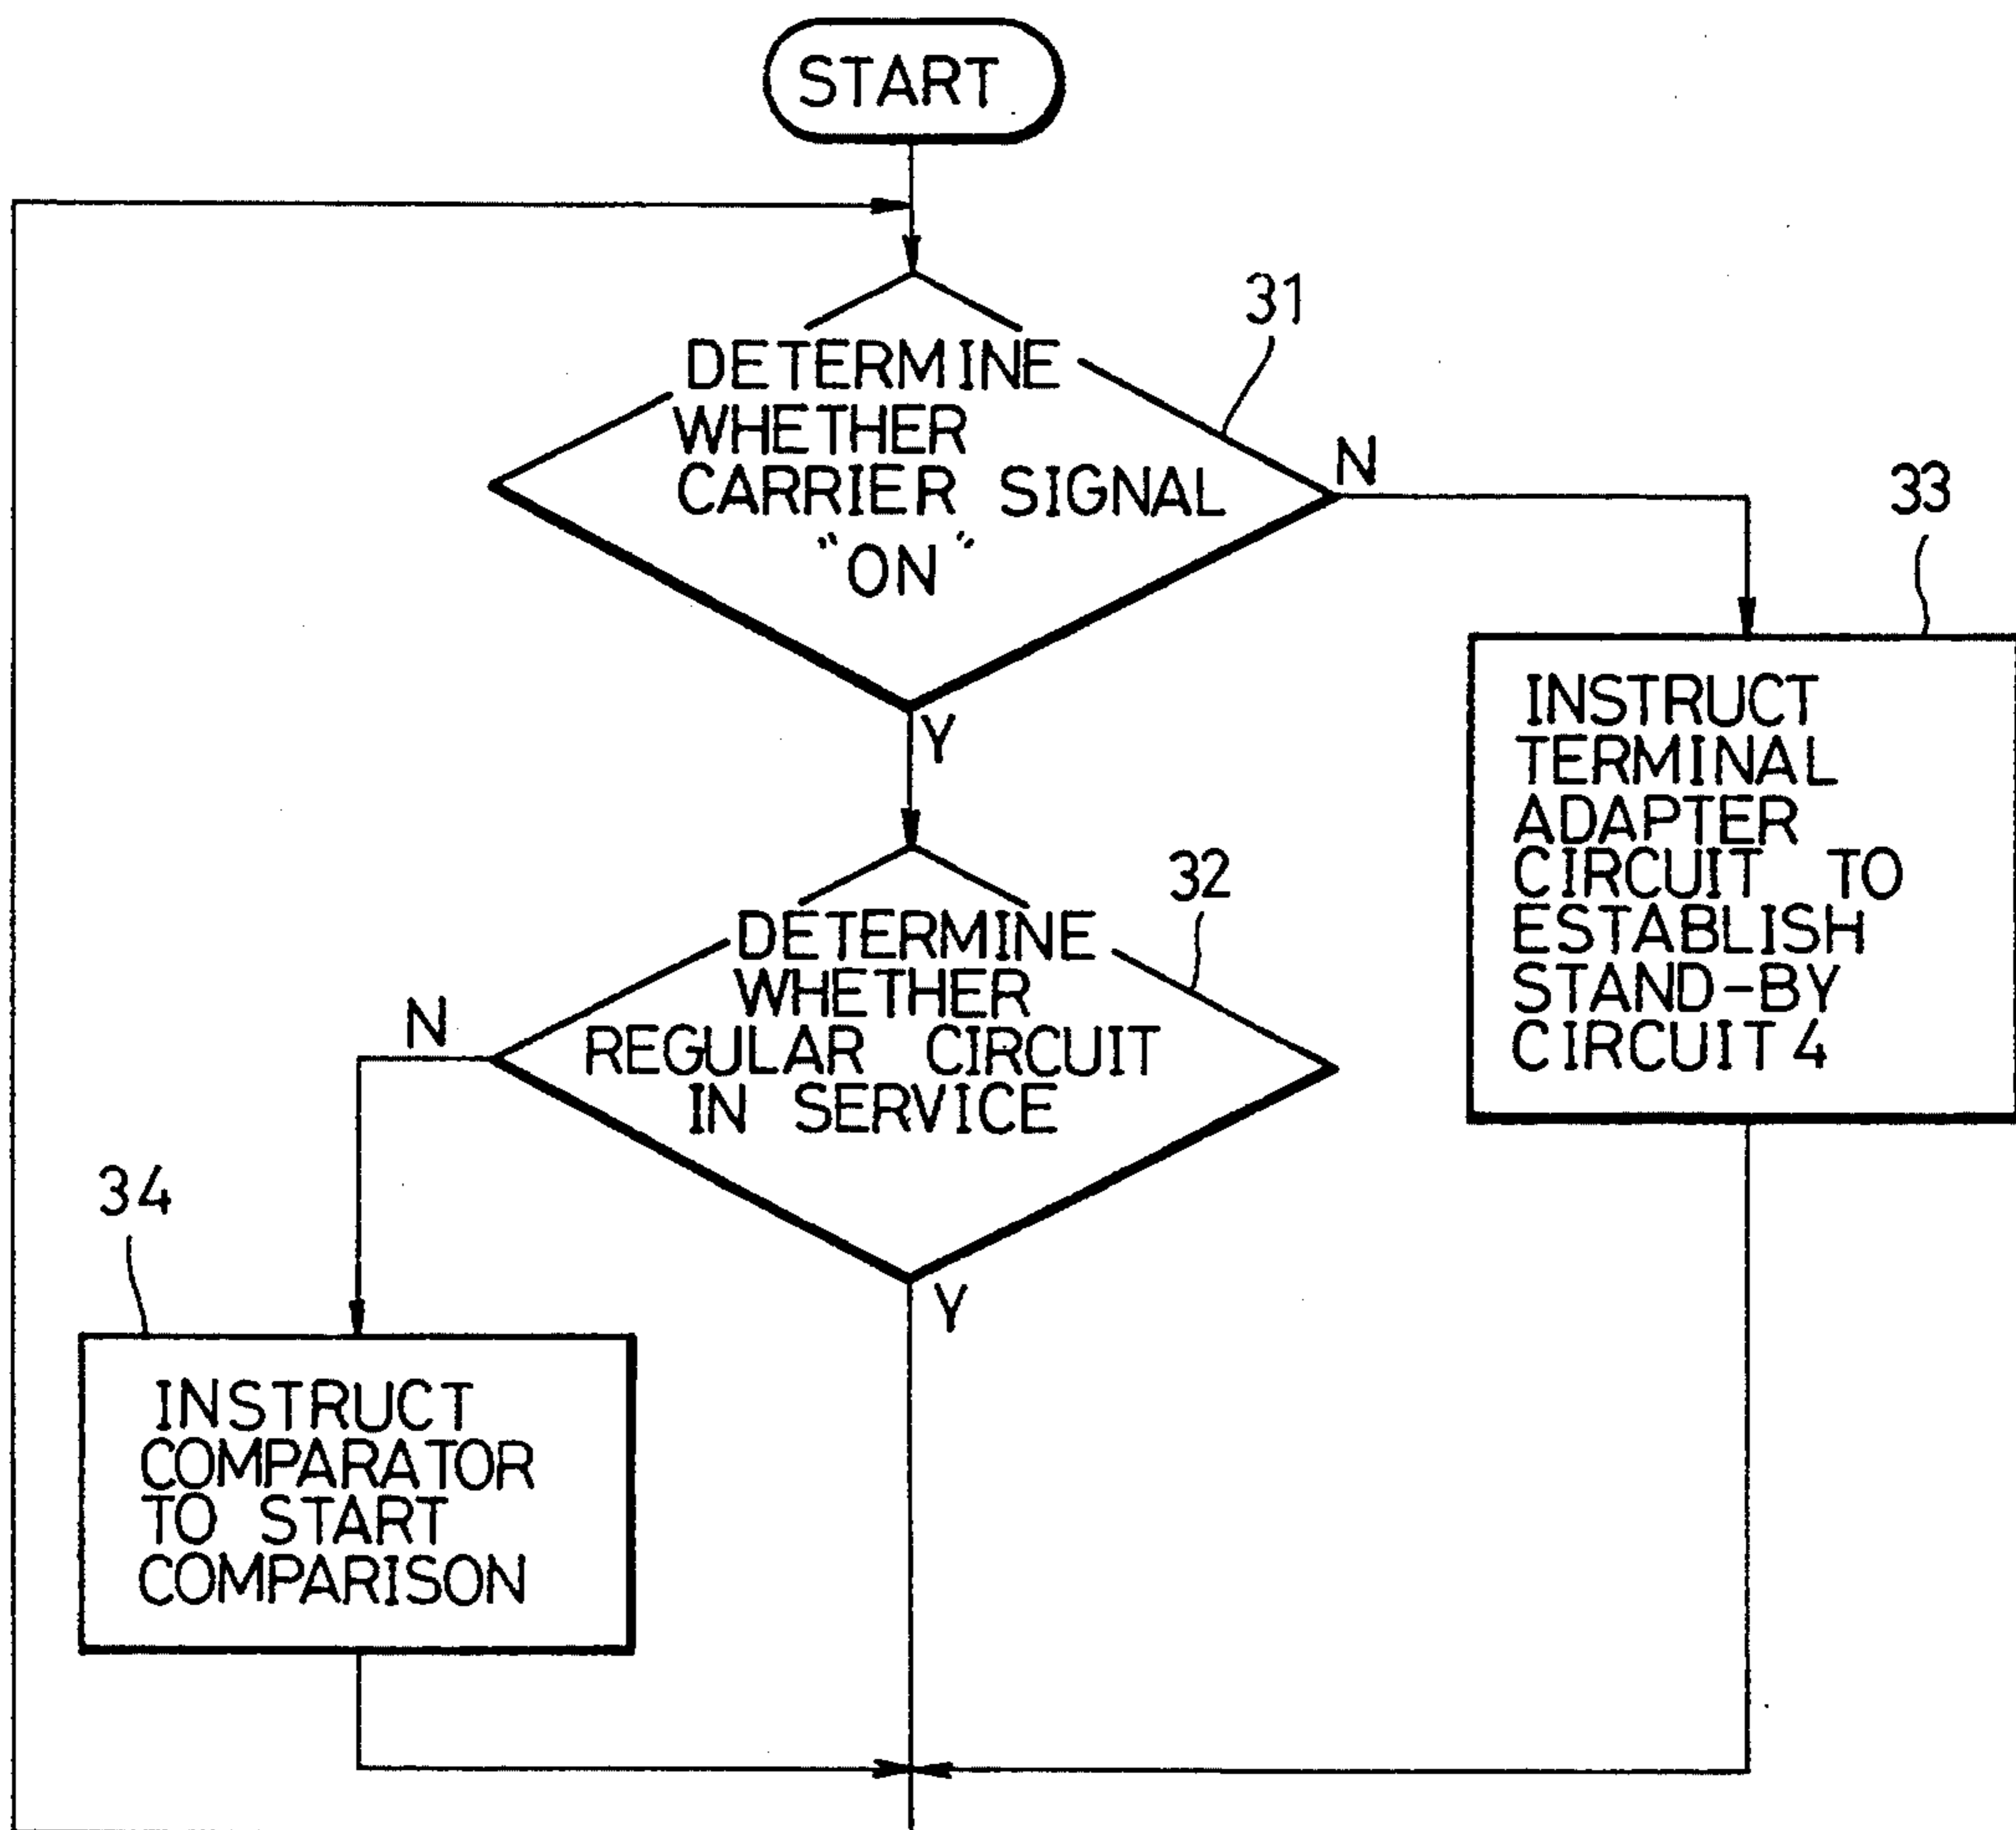 START
31
DETERMINE
WHETHER
CARRIER SIGNAL
"ON"
N
Y
33
INSTRUCT
TERMINAL
ADAPTER
CIRCUIT TO
ESTABLISH
STAND-BY
CIRCUIT 4
32
DETERMINE
WHETHER
REGULAR CIRCUIT
IN SERVICE
N
Y
34
INSTRUCT
COMPARATOR
TO START
COMPARISON